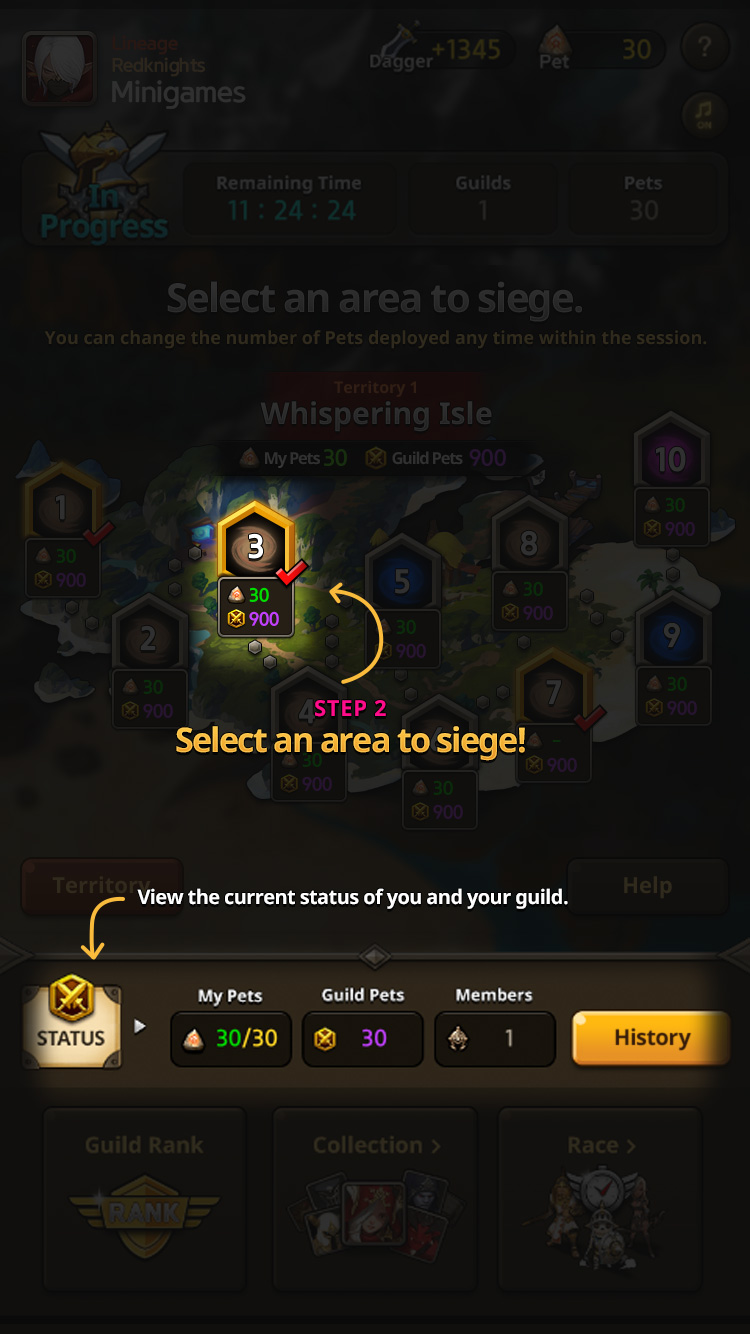 Lineage
Redknights
Minigames
Dagger +1345
Pet 30
?
ON
In
Progress
Remaining Time
11 : 24 : 24
Guilds
1
Pets
30
Select an area to siege.
You can change the number of Pets deployed any time within the session.
Territory 1
Whispering Isle
My Pets 30 Guild Pets 900
10
30
900
1
30
900
3
30
900
8
30
900
5
30
900
2
30
900
9
30
900
7
-
900
4
30
900
30
900
STEP 2
Select an area to siege!
Territory
Help
View the current status of you and your guild.
STATUS
My Pets
30/30
Guild Pets
30
Members
1
History
Guild Rank
RANK
Collection >
Race >